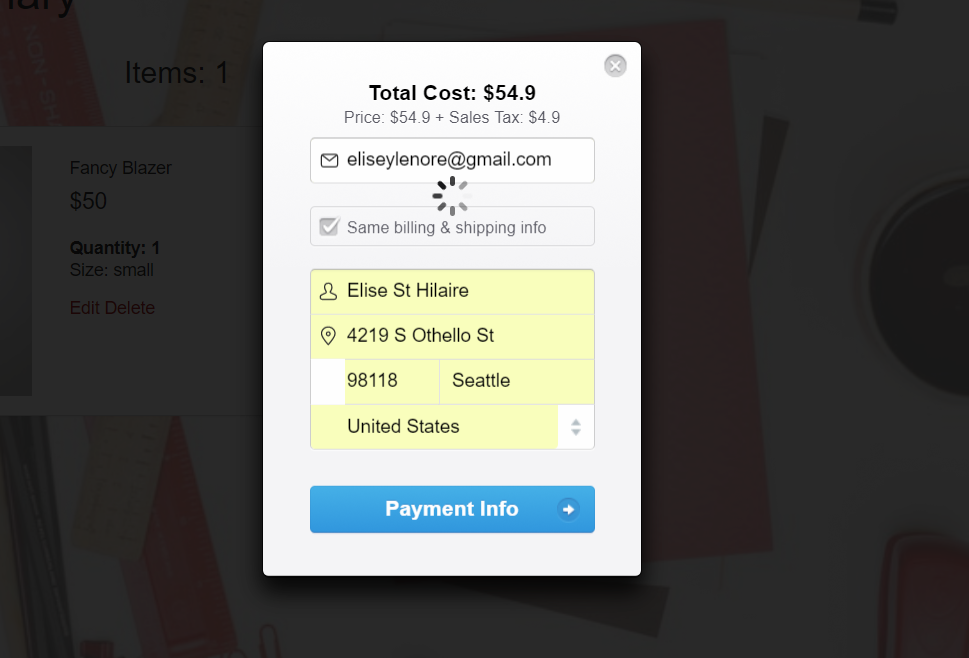 Items: 1
Fancy Blazer
$50
Quantity: 1
Size: small
Edit Delete
Total Cost: $54.9
Price: $54.9 + Sales Tax: $4.9
eliseylenore@gmail.com
Same billing & shipping info
Elise St Hilaire
4219 S Othello St
98118 Seattle
United States
Payment Info